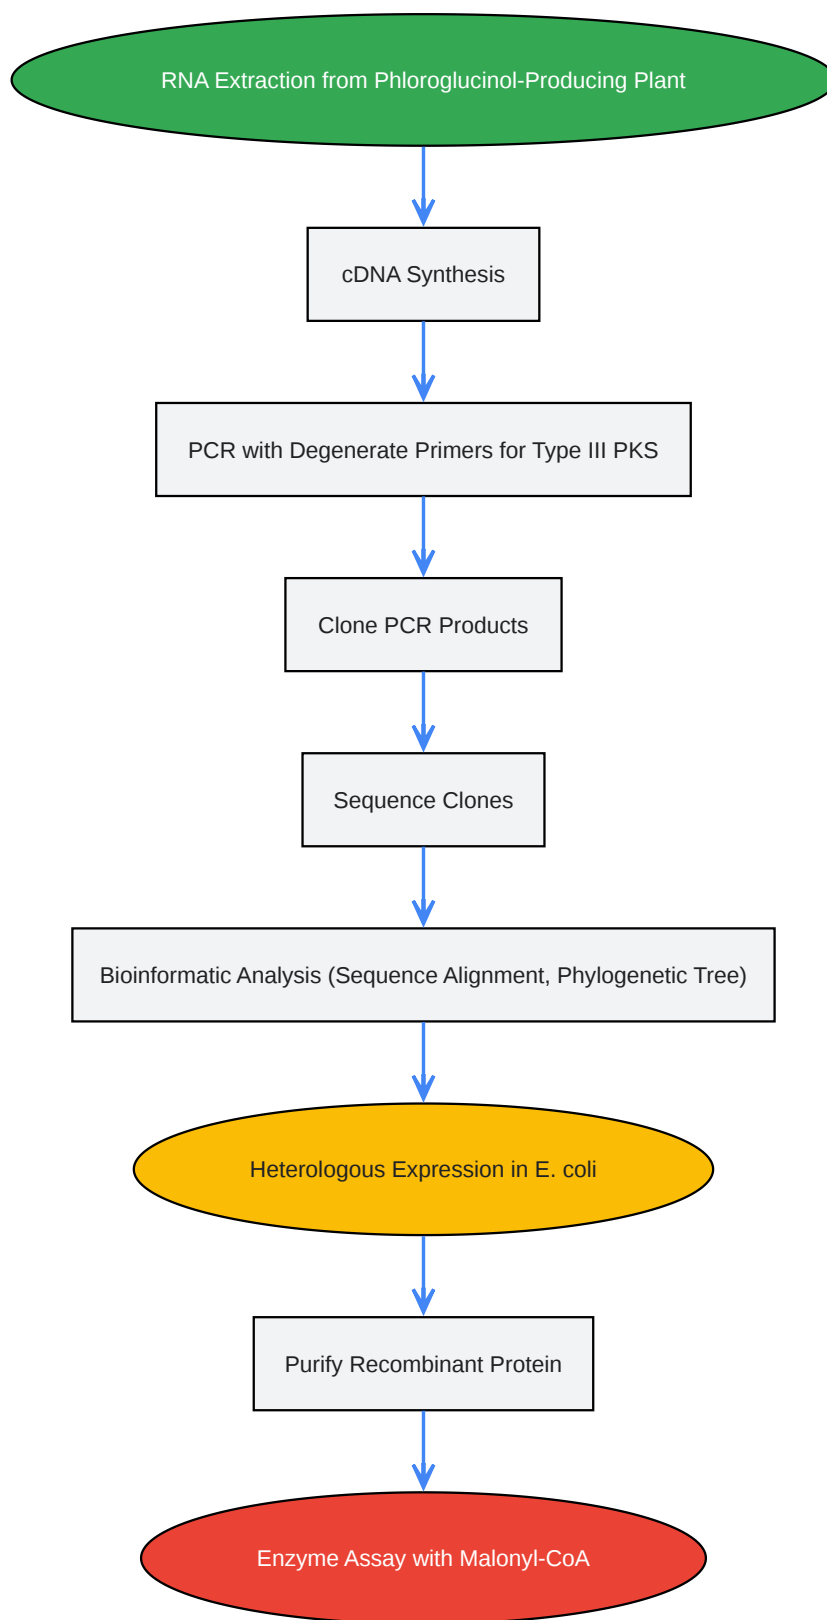 RNA Extraction from Phloroglucinol-Producing Plant
cDNA Synthesis
PCR with Degenerate Primers for Type III PKS
Clone PCR Products
Sequence Clones
Bioinformatic Analysis (Sequence Alignment, Phylogenetic Tree)
Heterologous Expression in E. coli
Purify Recombinant Protein
Enzyme Assay with Malonyl-CoA